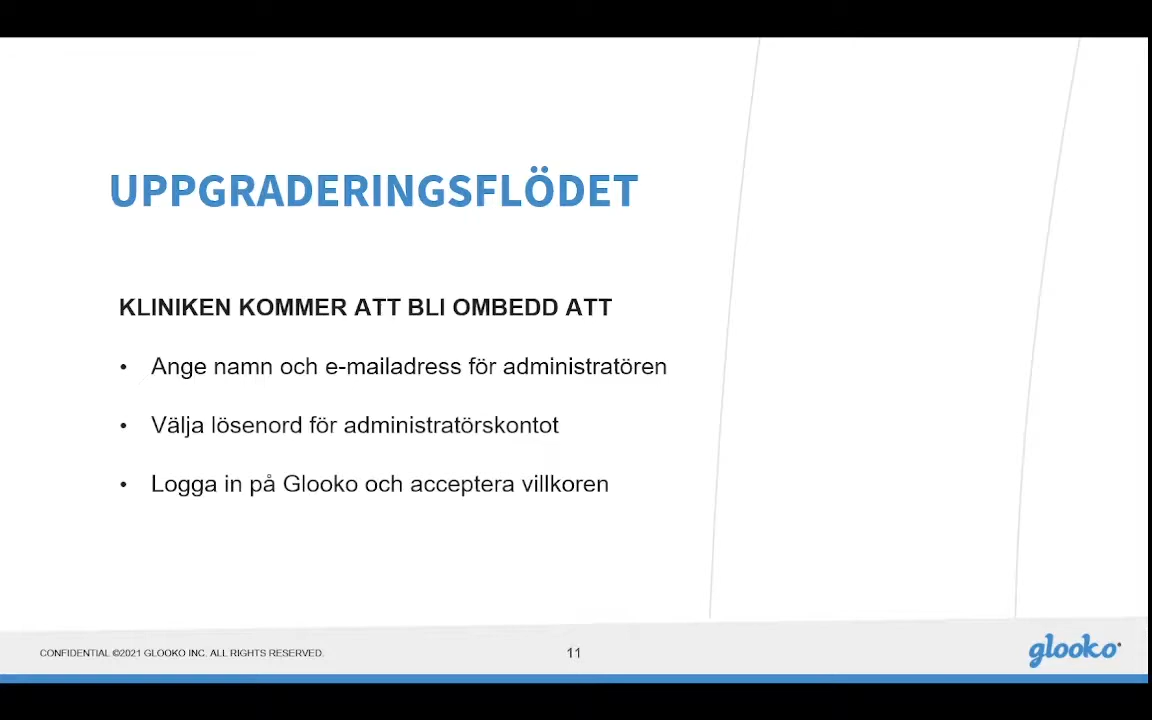 UPPGRADERINGSFLÖDET
KLINIKEN KOMMER ATT BLI OMBEDD ATT
• Ange namn och e-mailadress för administratören
• Välja lösenord för administratörskontot
• Logga in på Glooko och acceptera villkoren
CONFIDENTIAL ©2021 GLOOKO INC. ALL RIGHTS RESERVED.
11
glooko